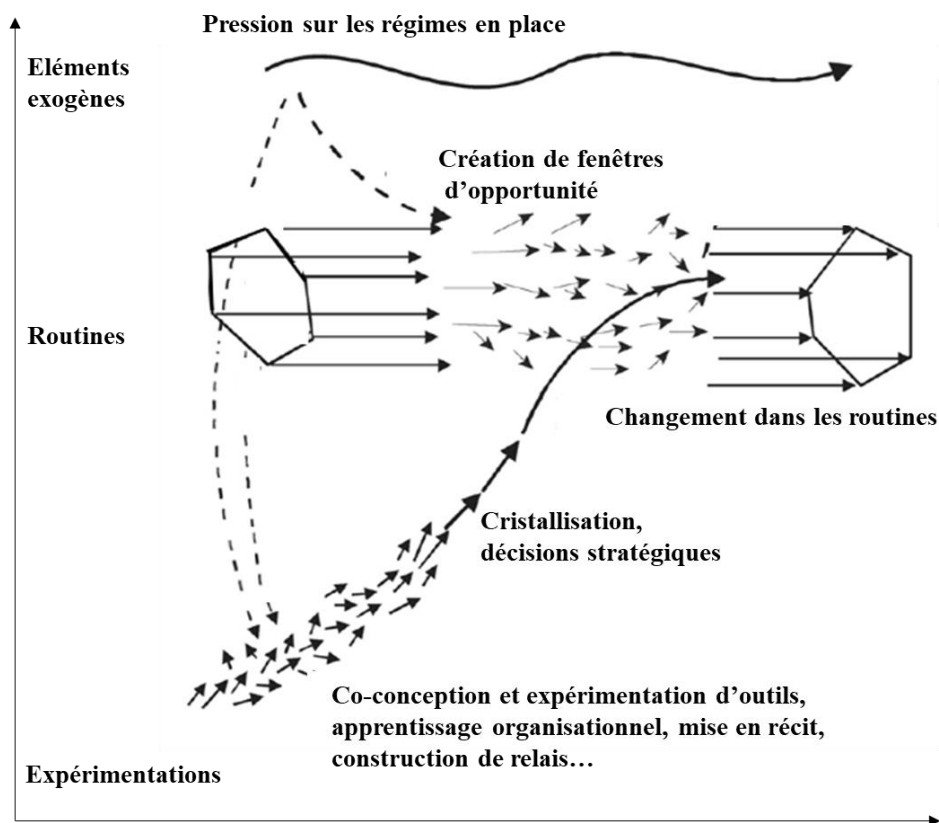 Pression sur les régimes en place
Eléments
exogènes
Création de fenêtres
d’opportunité
Routines
Changement dans les routines
Cristallisation,
décisions stratégiques
Co-conception et expérimentation d’outils,
apprentissage organisationnel, mise en récit,
construction de relais…
Expérimentations